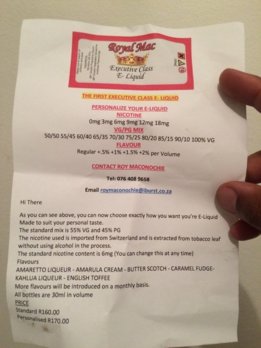 Royal Mac
Executive Class
E- Liquid
THE FIRST EXECUTIVE CLASS E- LIQUID
PERSONALIZE YOUR E-LIQUID
NICOTINE
0mg 3mg 6mg 9mg 12mg 18mg
VG/PG MIX
50/50 55/45 60/40 65/35 70/30 75/25 80/20 85/15 90/10 100% VG
FLAVOUR
Regular +.5% +1% +1.5% +2% per Volume
CONTACT ROY MACONOCHIE
Tel: 076 408 9658
Email roymaconochie@iburst.co.za
Hi There
As you can see above, you can now choose exactly how you want you're E-Liquid
Made to suit your personal taste.
The standard mix is 55% VG and 45% PG
The nicotine used is imported from Switzerland and is extracted from tobacco leaf
without using alcohol in the process.
The standard nicotine content is 6mg (You can change this at any time)
Flavours
AMARETTO LIQUEUR - AMARULA CREAM - BUTTER SCOTCH - CARAMEL FUDGE-
KAHLUA LIQUEUR - ENGLISH TOFFEE
More flavours will be introduced on a monthly basis.
All bottles are 30ml in volume
PRICE
Standard R160.00
Personalised R170.00